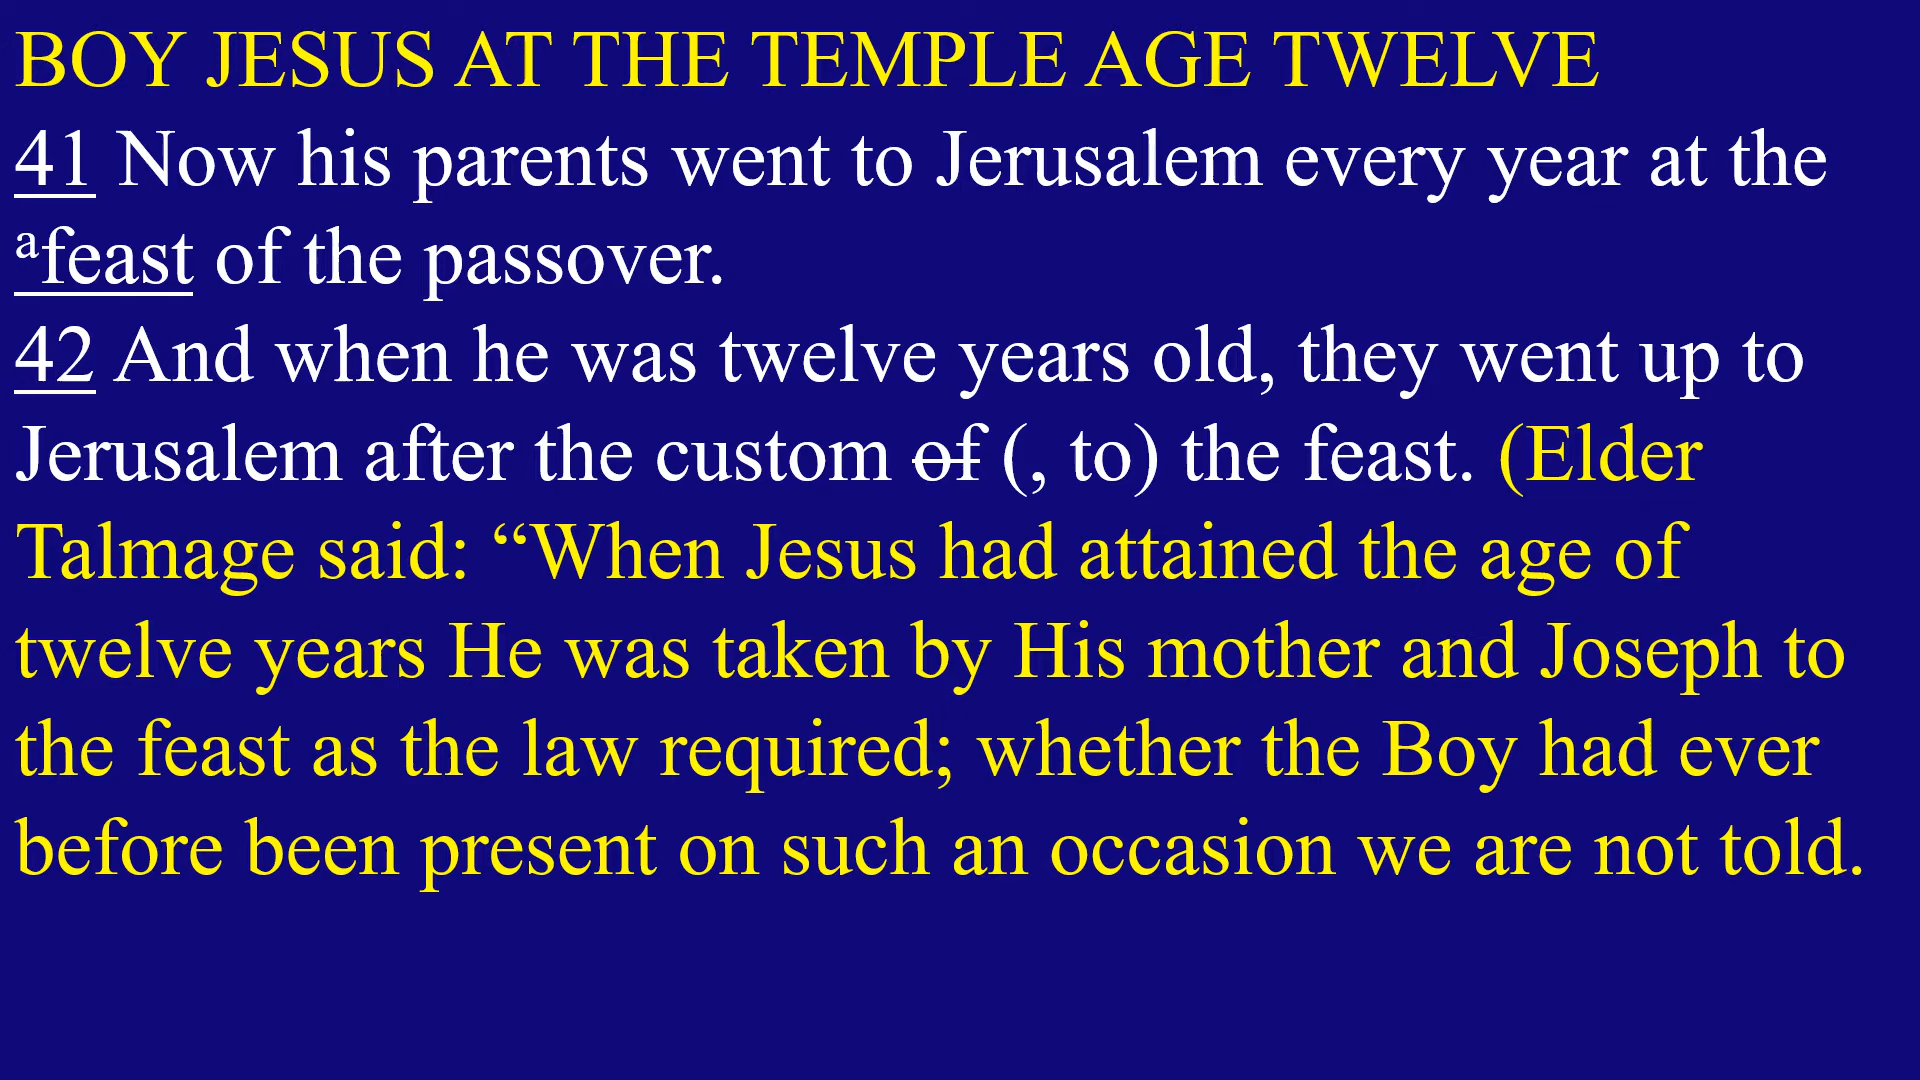 BOY JESUS AT THE TEMPLE AGE TWELVE
41 Now his parents went to Jerusalem every year at the
afeast of the passover.
42 And when he was twelve years old, they went up to
Jerusalem after the custom of (, to) the feast. (Elder
Talmage said: “When Jesus had attained the age of
twelve years He was taken by His mother and Joseph to
the feast as the law required; whether the Boy had ever
before been present on such an occasion we are not told.